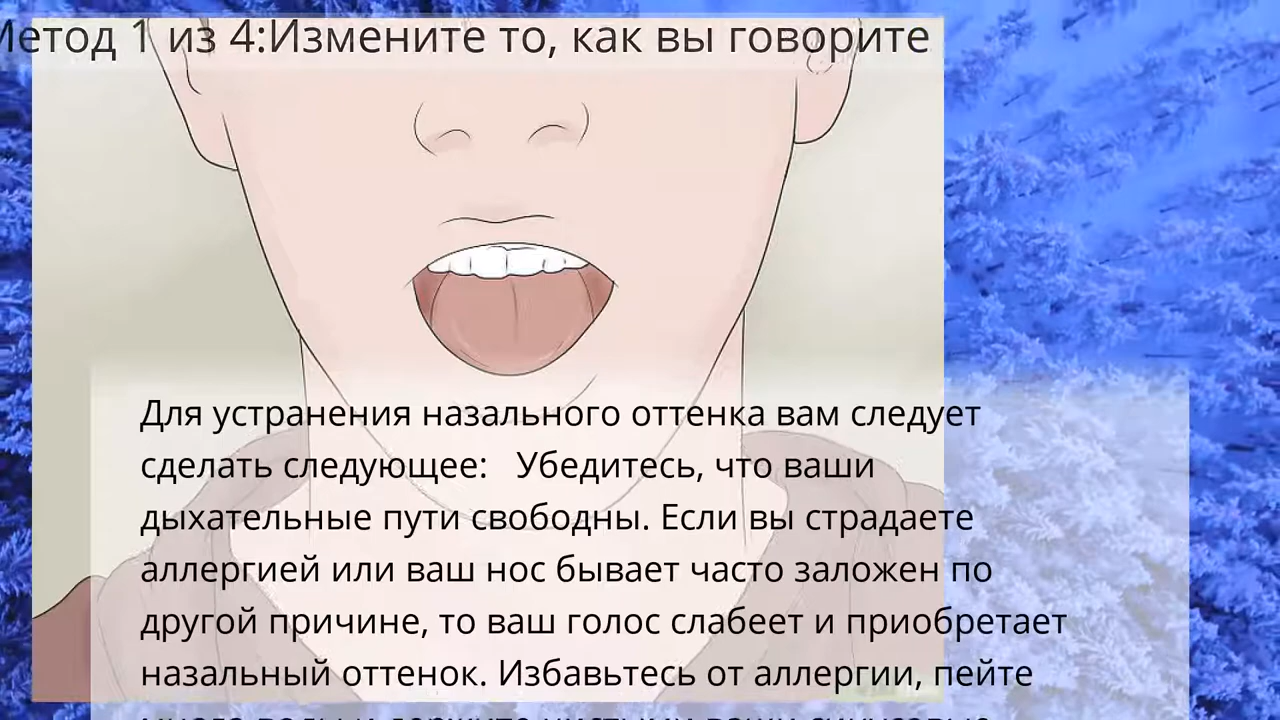 Метод 1 из 4:Измените то, как вы говорите
Для устранения назального оттенка вам следует
сделать следующее: Убедитесь, что ваши
дыхательные пути свободны. Если вы страдаете
аллергией или ваш нос бывает часто заложен по
другой причине, то ваш голос слабеет и приобретает
назальный оттенок. Избавьтесь от аллергии, пейте